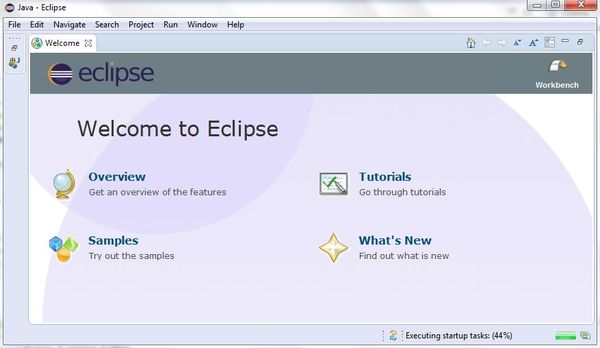 Java - Eclipse
File Edit Navigate Search Project Run Window Help
Welcome
eclipse
Workbench
Welcome to Eclipse
Overview
Get an overview of the features
Tutorials
Go through tutorials
Samples
Try out the samples
What's New
Find out what is new
Executing startup tasks: (44%)